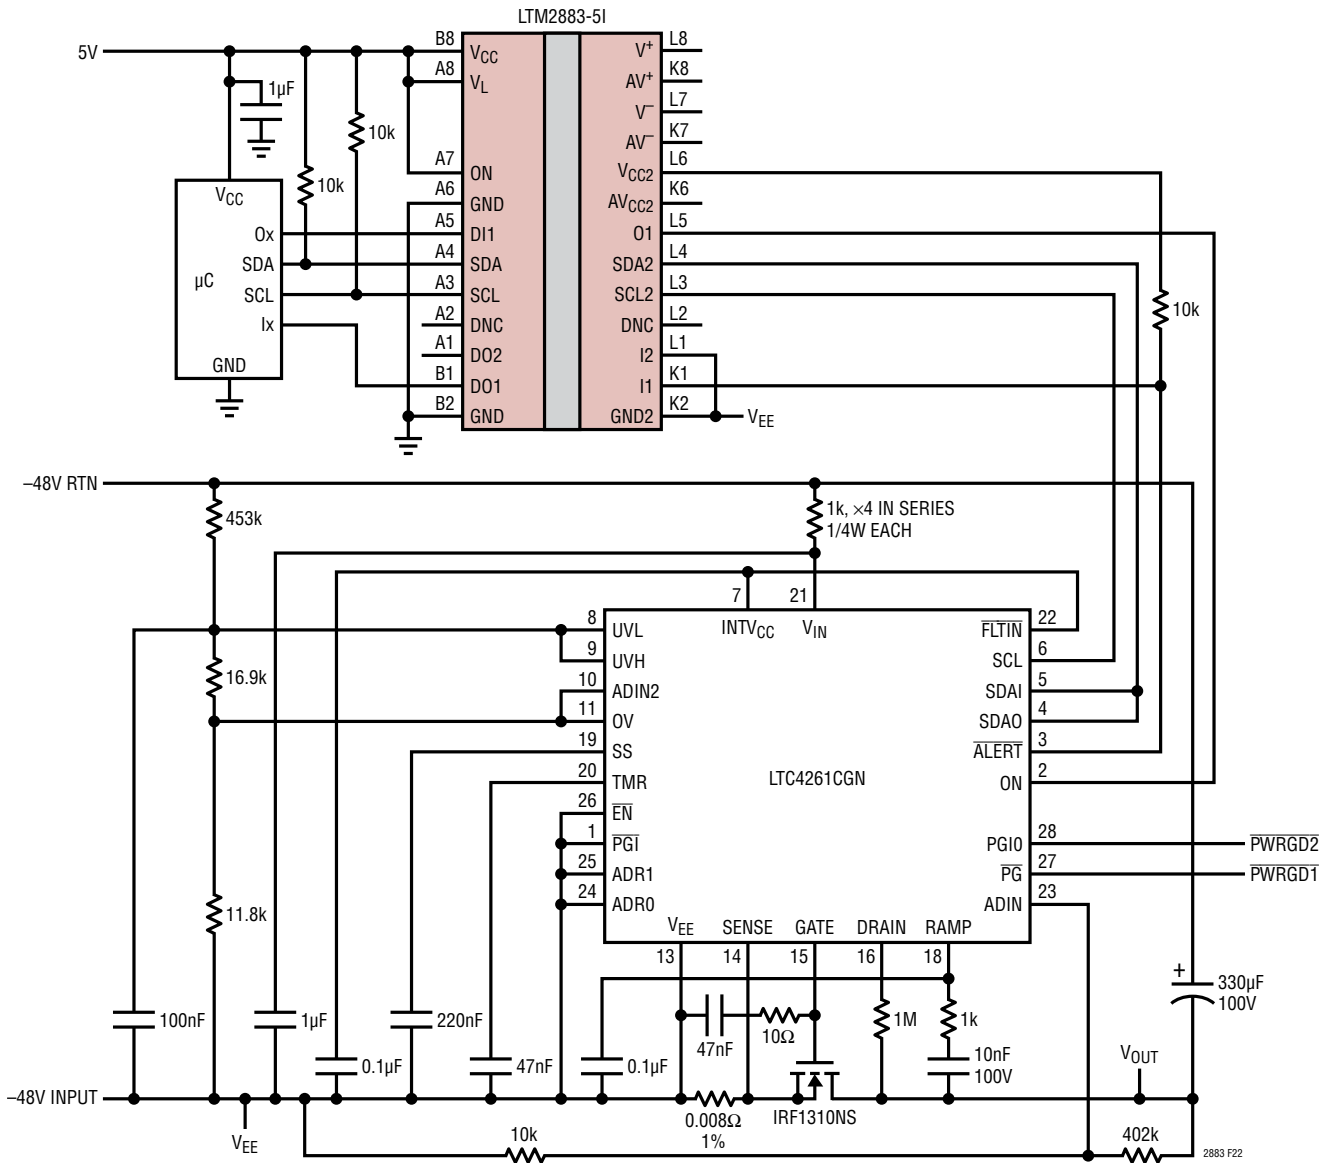 LTM2883-5I
5V
B8
VCC
A8
VL
A7
ON
A6
GND
A5
DI1
A4
SDA
A3
SCL
A2
DNC
A1
DO2
B1
DO1
B2
GND
L8
V+
K8
AV+
L7
V–
K7
AV–
L6
VCC2
K6
AVCC2
L5
O1
L4
SDA2
L3
SCL2
L2
DNC
L1
I2
K1
I1
K2
GND2
VEE
1µF
10k
10k
VCC
Ox
SDA
µC
SCL
Ix
GND
10k
–48V RTN
453k
1k, ×4 IN SERIES
1/4W EACH
7
21
INTVCC
VIN
8
UVL
9
UVH
10
ADIN2
11
OV
19
SS
20
TMR
26
EN
1
PGI
25
ADR1
24
ADR0
22
FLTIN
6
SCL
5
SDAI
4
SDAO
3
ALERT
2
ON
28
PGI0
27
PG
23
ADIN
LTC4261CGN
PWRGD2
PWRGD1
16.9k
11.8k
VEE
SENSE
GATE
DRAIN
RAMP
13
14
15
16
18
100nF
1µF
0.1µF
220nF
47nF
0.1µF
47nF
10Ω
1M
1k
10nF
100V
+
330µF
100V
VOUT
–48V INPUT
VEE
0.008Ω
1%
IRF1310NS
10k
402k
2883 F22